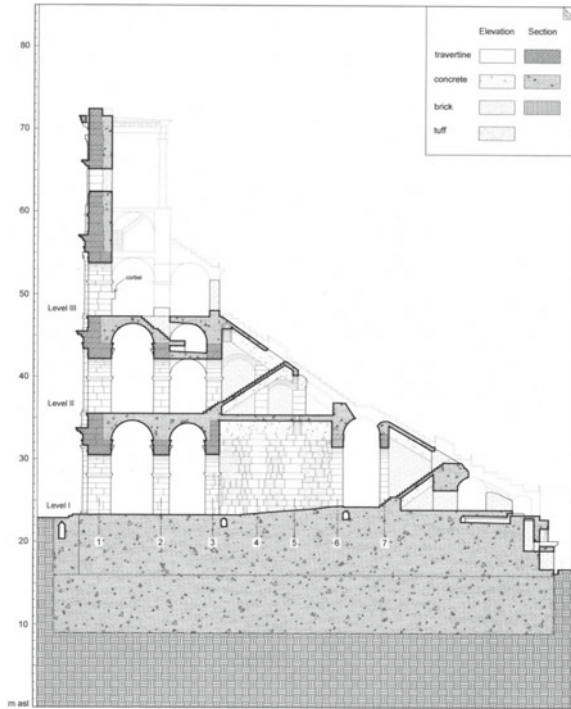 Elevation Section
travertine
concrete
brick
tuff
80
70
60
corbel
50
Level III
40
Level II
30
Level I
20
1 2 3 4 5 6 7
10
m asl